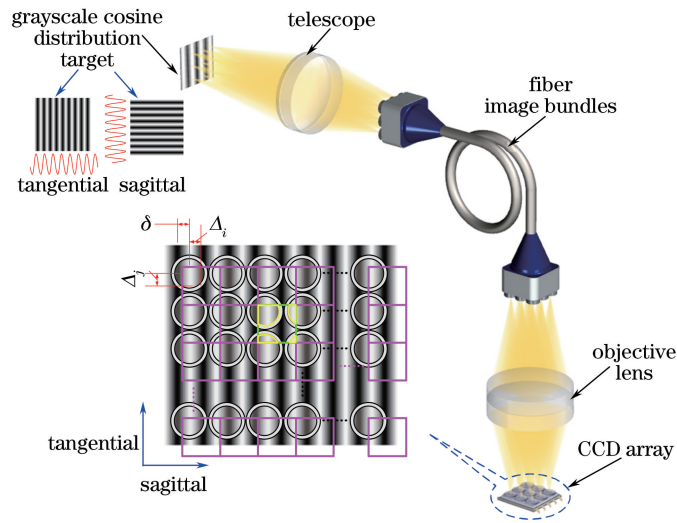 grayscale cosine
distribution
target
telescope
fiber
image bundles
tangential
sagittal
δ
Δi
Δj
tangential
sagittal
objective
lens
CCD array